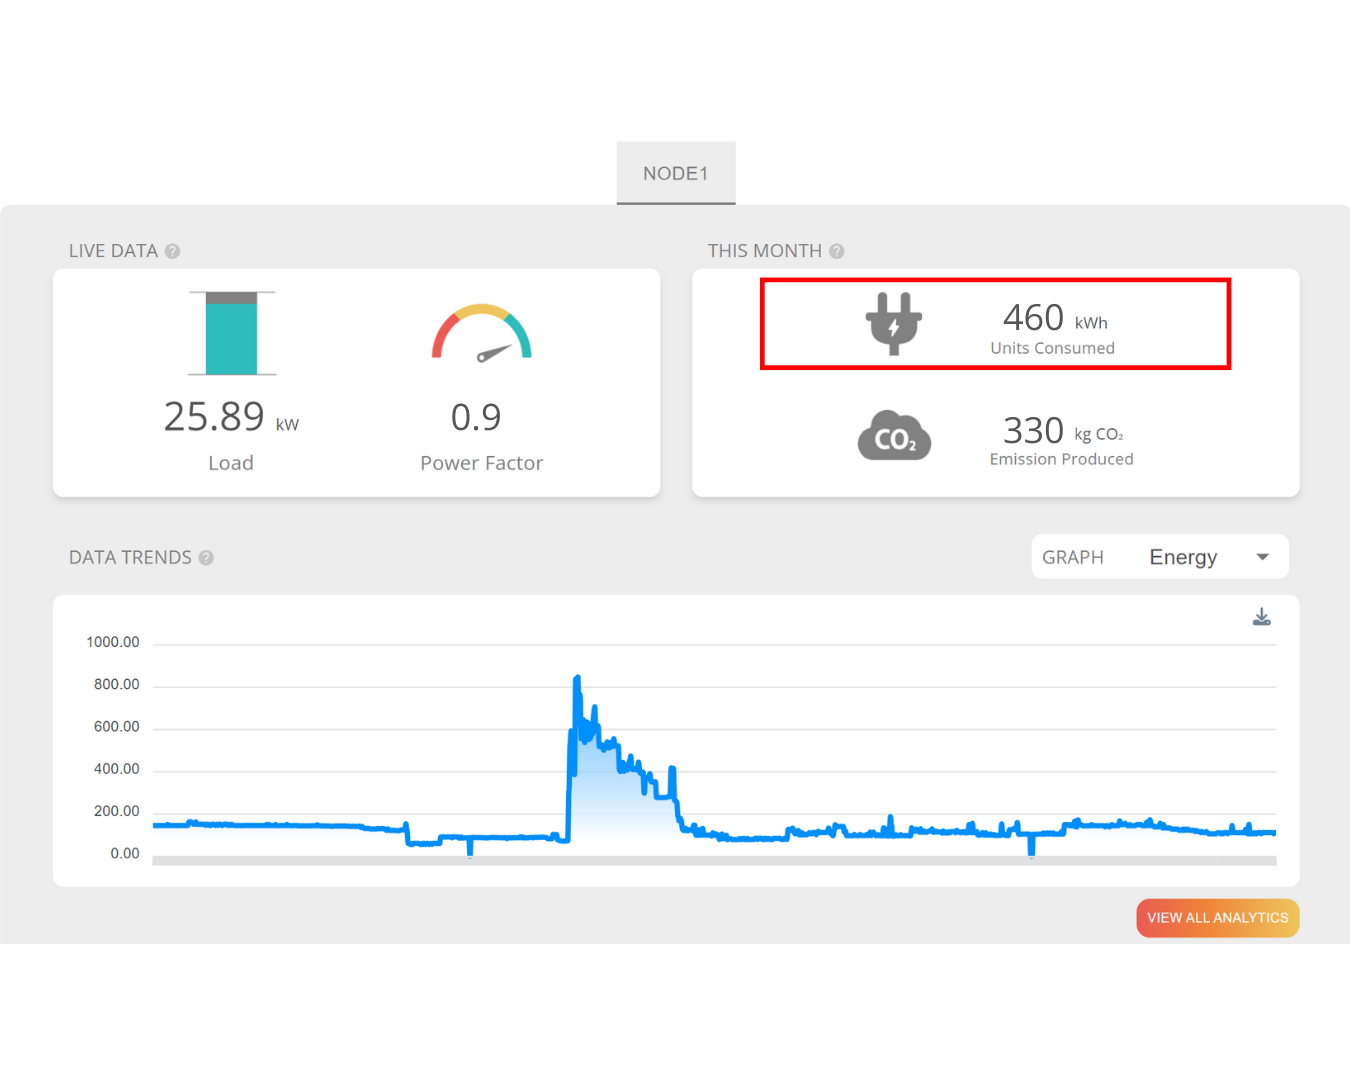 NODE1
LIVE DATA ?
THIS MONTH ?
25.89 kW
Load
0.9
Power Factor
460 kWh
Units Consumed
CO₂
330 kg CO₂
Emission Produced
DATA TRENDS ?
GRAPH Energy
1000.00
800.00
600.00
400.00
200.00
0.00
VIEW ALL ANALYTICS